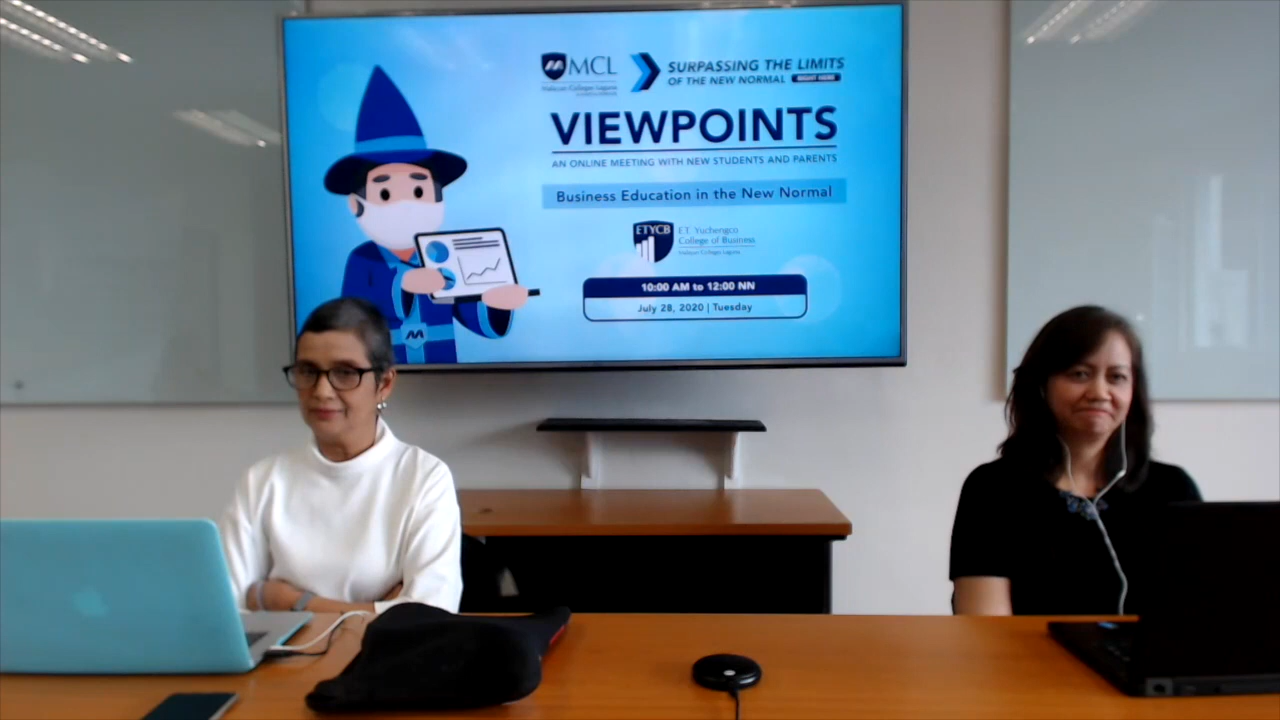 MCL
Malayan Colleges Laguna
SURPASSING THE LIMITS
OF THE NEW NORMAL RIGHT HERE
VIEWPOINTS
AN ONLINE MEETING WITH NEW STUDENTS AND PARENTS
Business Education in the New Normal
ETYCB
E.T. Yuchengco
College of Business
Malayan Colleges Laguna
10:00 AM to 12:00 NN
July 28, 2020 | Tuesday